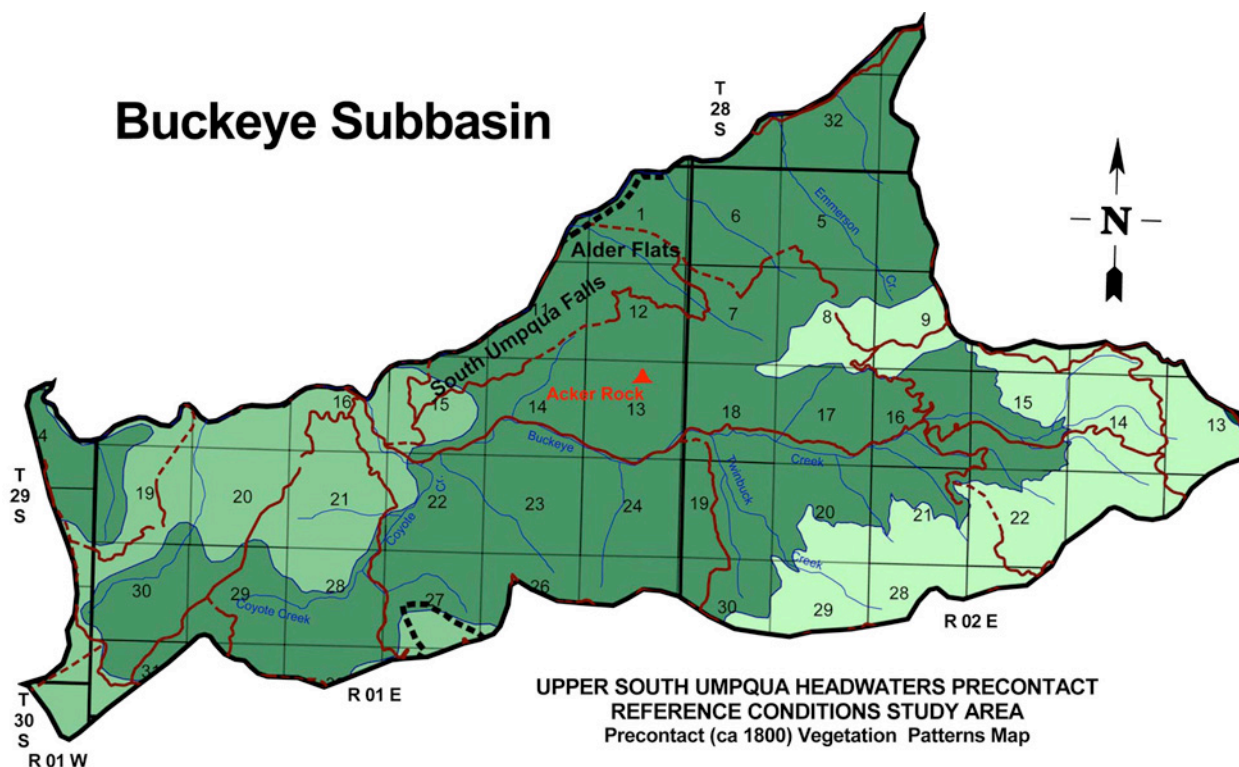 Buckeye Subbasin
T
28
S
32
N
Emmerson
Cr.
1
6
5
Alder Flats
South Umpqua Falls
11
12
7
8
9
16
15
14
Acker Rock
13
18
17
16
15
14
13
4
Buckeye
Creek
T
29
S
19
20
21
22
Cr.
Coyote
23
24
19
Twinbuck
Creek
20
21
22
30
29
Coyote Creek
28
27
26
30
29
28
31
R 02 E
R 01 E
T
30
S
R 01 W
UPPER SOUTH UMPQUA HEADWATERS PRECONTACT
REFERENCE CONDITIONS STUDY AREA
Precontact (ca 1800) Vegetation Patterns Map